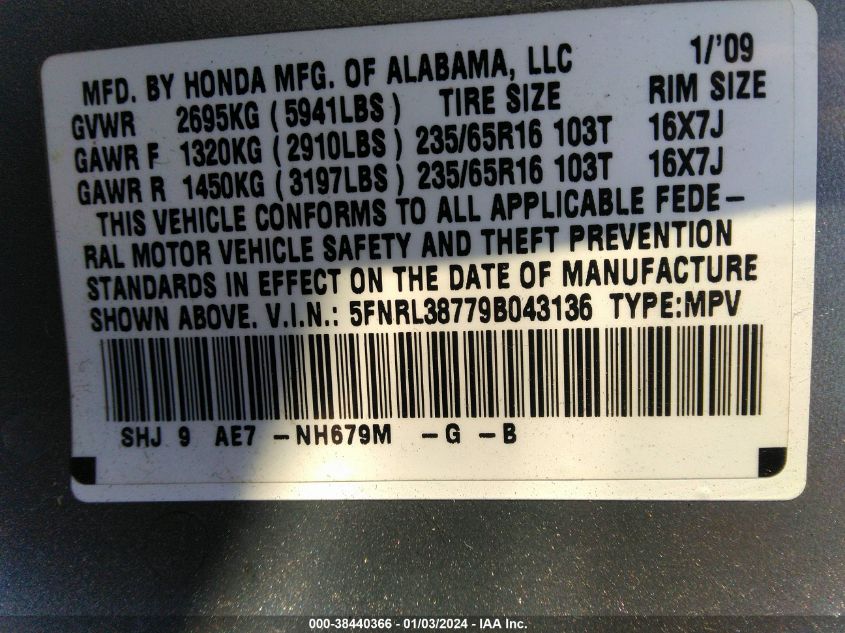 MFD. BY HONDA MFG. OF ALABAMA, LLC 1/'09
GVWR 2695KG (5941LBS) TIRE SIZE RIM SIZE
GAWR F 1320KG (2910LBS) 235/65R16 103T 16X7J
GAWR R 1450KG (3197LBS) 235/65R16 103T 16X7J
THIS VEHICLE CONFORMS TO ALL APPLICABLE FEDE-
RAL MOTOR VEHICLE SAFETY AND THEFT PREVENTION
STANDARDS IN EFFECT ON THE DATE OF MANUFACTURE
SHOWN ABOVE. V.I.N.: 5FNRL38779B043136 TYPE:MPV
SHJ 9 AE7 -NH679M -G -B
000-38440366 - 01/03/2024 - IAA Inc.